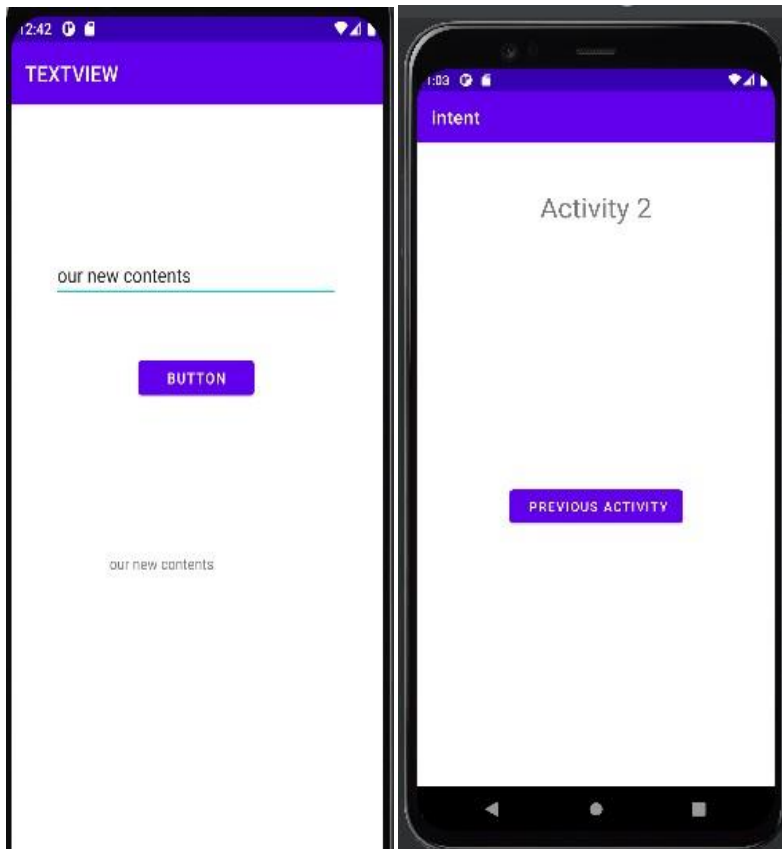 12:42
TEXTVIEW
our new contents
BUTTON
our new contents
1:03
intent
Activity 2
PREVIOUS ACTIVITY